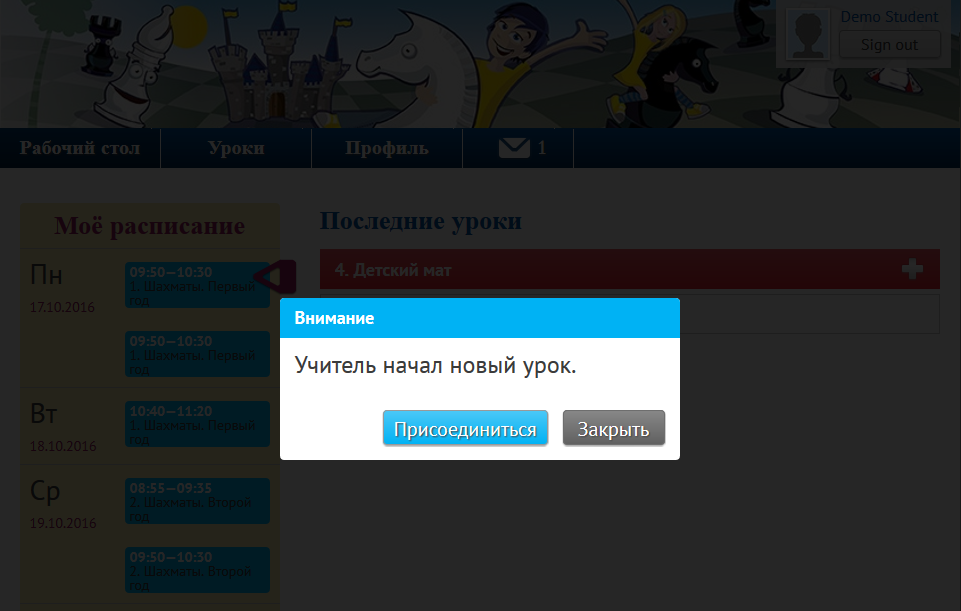 Demo Student
Sign out
Рабочий стол
Уроки
Профиль
1
Моё расписание
Пн
17.10.2016
09:50—10:30
1. Шахматы. Первый
год
09:50—10:30
1. Шахматы. Первый
год
Вт
18.10.2016
10:40—11:20
1. Шахматы. Первый
год
Ср
19.10.2016
08:55—09:35
2. Шахматы. Второй
год
09:50—10:30
2. Шахматы. Второй
год
Последние уроки
4. Детский мат
Внимание
Учитель начал новый урок.
Присоединиться
Закрыть